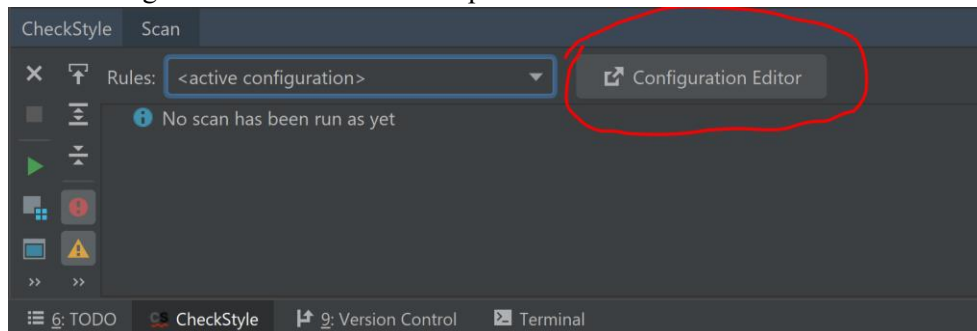 CheckStyle Scan
Rules: <active configuration> Configuration Editor
No scan has been run as yet
6: TODO CS CheckStyle 9: Version Control Terminal